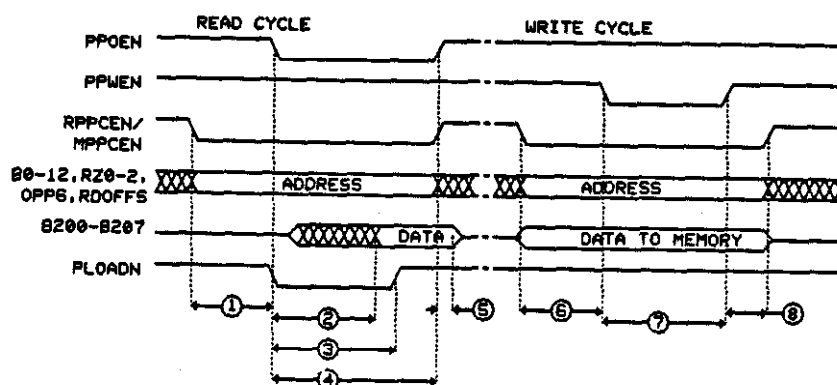 READ CYCLE WRITE CYCLE
PPOEN
PPWEN
RPPCEN/
MPPCEN
B0-12, RZ0-2,
OPP6, RDOFFS
ADDRESS ADDRESS
B200-B207
DATA DATA TO MEMORY
PLOADN
1 2 5 6 7 8
3
4